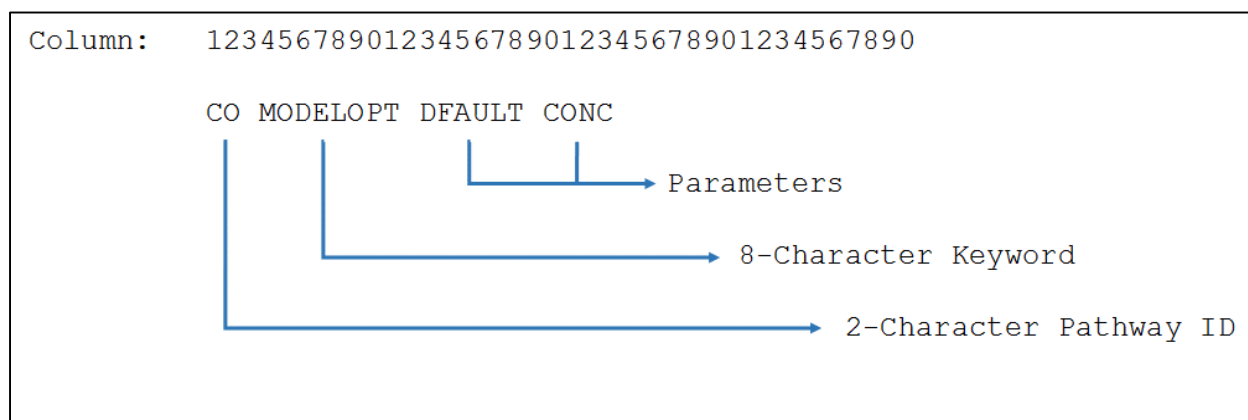 Column: 1234567890123456789012345678901234567890
CO MODELOPT DFAULT CONC
Parameters
8-Character Keyword
2-Character Pathway ID